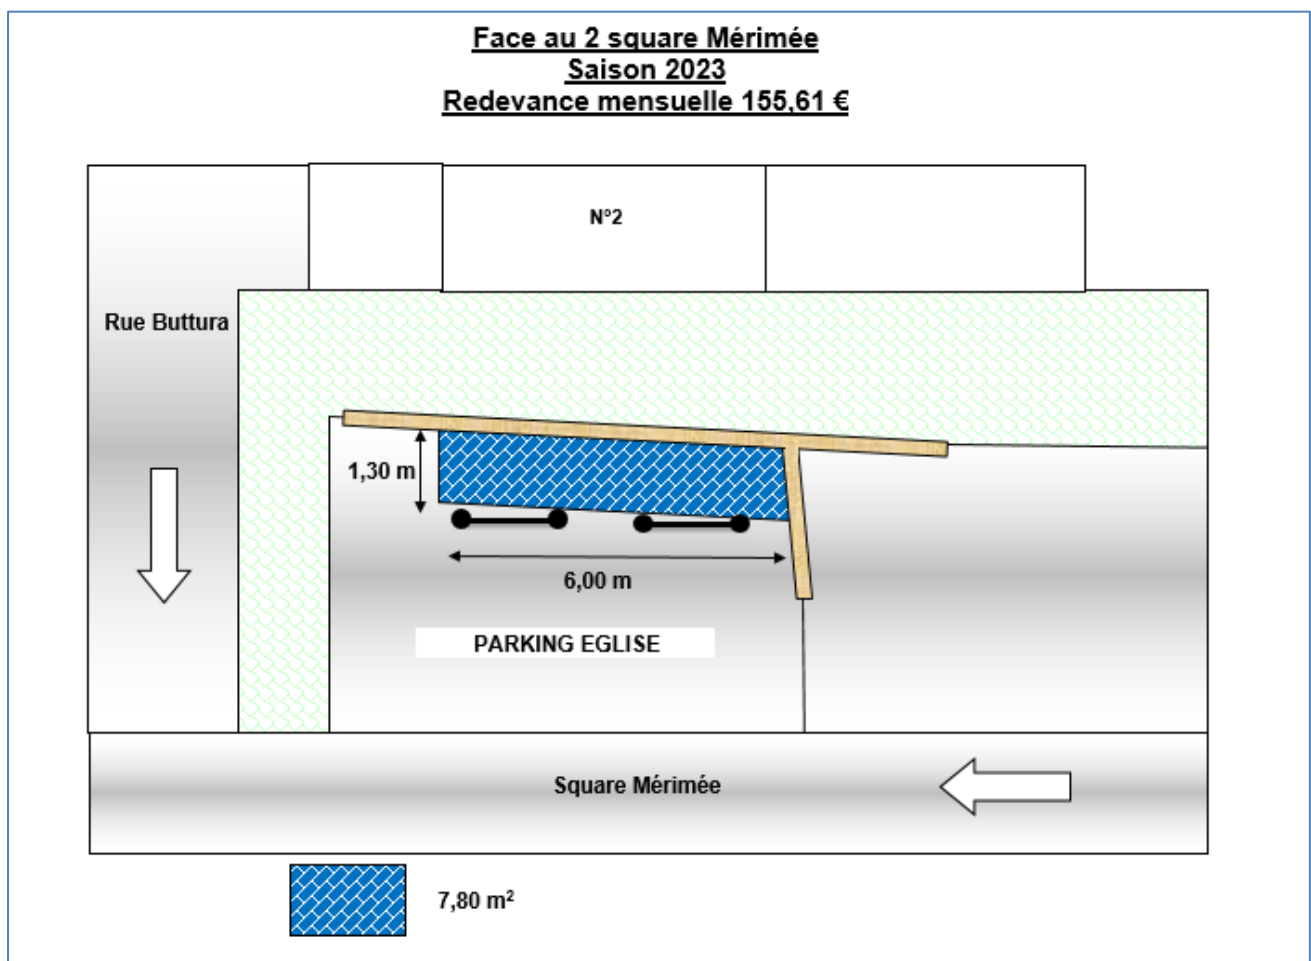 Face au 2 square Mérimée
Saison 2023
Redevance mensuelle 155,61 €
N°2
Rue Buttura
1,30 m
6,00 m
PARKING EGLISE
Square Mérimée
7,80 m²